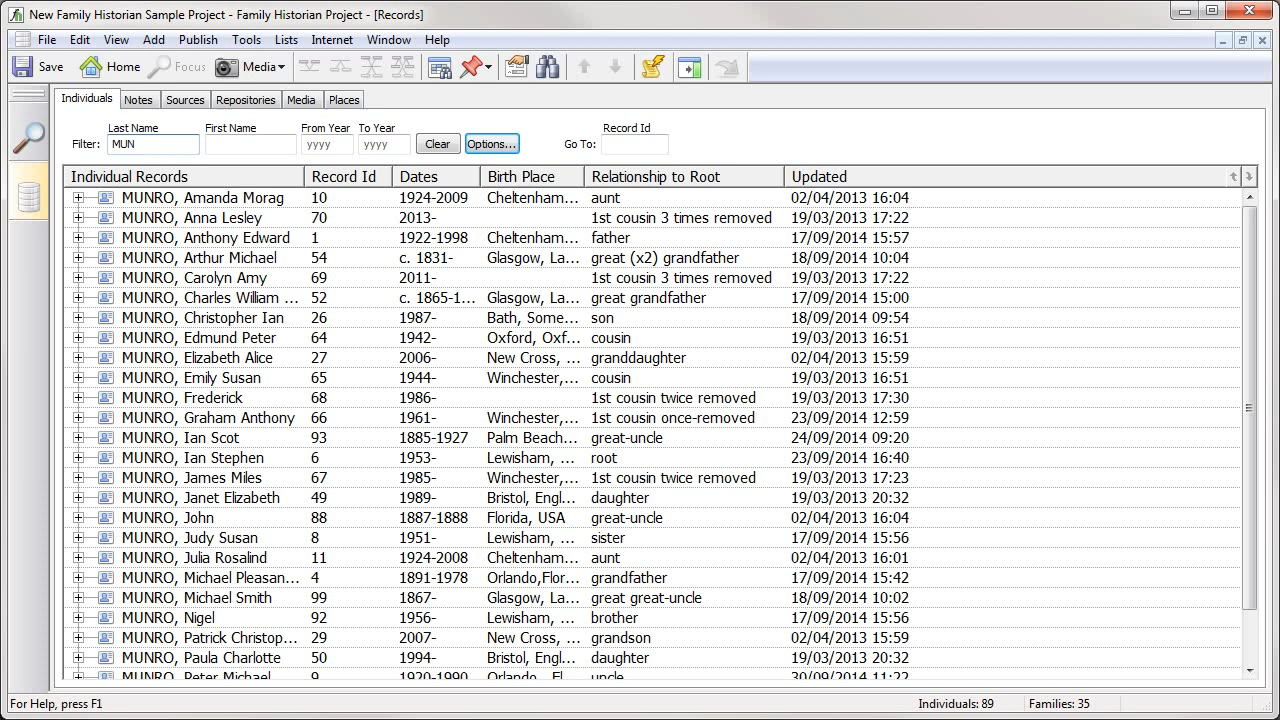 New Family Historian Sample Project - Family Historian Project - [Records]
File Edit View Add Publish Tools Lists Internet Window Help
Save Home Focus Media
Individuals Notes Sources Repositories Media Places
Last Name First Name From Year To Year Record Id
Filter: MUN yyyy yyyy Clear Options... Go To:
Individual Records Record Id Dates Birth Place Relationship to Root Updated
MUNRO, Amanda Morag 10 1924-2009 Cheltenham... aunt 02/04/2013 16:04
MUNRO, Anna Lesley 70 2013- 1st cousin 3 times removed 19/03/2013 17:22
MUNRO, Anthony Edward 1 1922-1998 Cheltenham... father 17/09/2014 15:57
MUNRO, Arthur Michael 54 c. 1831- Glasgow, La... great (x2) grandfather 18/09/2014 10:04
MUNRO, Carolyn Amy 69 2011- 1st cousin 3 times removed 19/03/2013 17:22
MUNRO, Charles William ... 52 c. 1865-1... Glasgow, La... great grandfather 17/09/2014 15:00
MUNRO, Christopher Ian 26 1987- Bath, Some... son 18/09/2014 09:54
MUNRO, Edmund Peter 64 1942- Oxford, Oxf... cousin 19/03/2013 16:51
MUNRO, Elizabeth Alice 27 2006- New Cross, ... granddaughter 02/04/2013 15:59
MUNRO, Emily Susan 65 1944- Winchester,... cousin 19/03/2013 16:51
MUNRO, Frederick 68 1986- 1st cousin twice removed 19/03/2013 17:30
MUNRO, Graham Anthony 66 1961- Winchester,... 1st cousin once-removed 23/09/2014 12:59
MUNRO, Ian Scot 93 1885-1927 Palm Beach... great-uncle 24/09/2014 09:20
MUNRO, Ian Stephen 6 1953- Lewisham, ... root 23/09/2014 16:40
MUNRO, James Miles 67 1985- Winchester,... 1st cousin twice removed 19/03/2013 17:23
MUNRO, Janet Elizabeth 49 1989- Bristol, Engl... daughter 19/03/2013 20:32
MUNRO, John 88 1887-1888 Florida, USA great-uncle 02/04/2013 16:04
MUNRO, Judy Susan 8 1951- Lewisham, ... sister 17/09/2014 15:56
MUNRO, Julia Rosalind 11 1924-2008 Cheltenham... aunt 02/04/2013 16:01
MUNRO, Michael Pleasan... 4 1891-1978 Orlando,Flor... grandfather 17/09/2014 15:42
MUNRO, Michael Smith 99 1867- Glasgow, La... great great-uncle 18/09/2014 10:02
MUNRO, Nigel 92 1956- Lewisham, ... brother 17/09/2014 15:56
MUNRO, Patrick Christop... 29 2007- New Cross, ... grandson 02/04/2013 15:59
MUNRO, Paula Charlotte 50 1994- Bristol, Engl... daughter 19/03/2013 20:32
MUNRO, Peter Michael 9 1920-1990 Orlando, Fl... uncle 30/09/2014 11:22
For Help, press F1 Individuals: 89 Families: 35